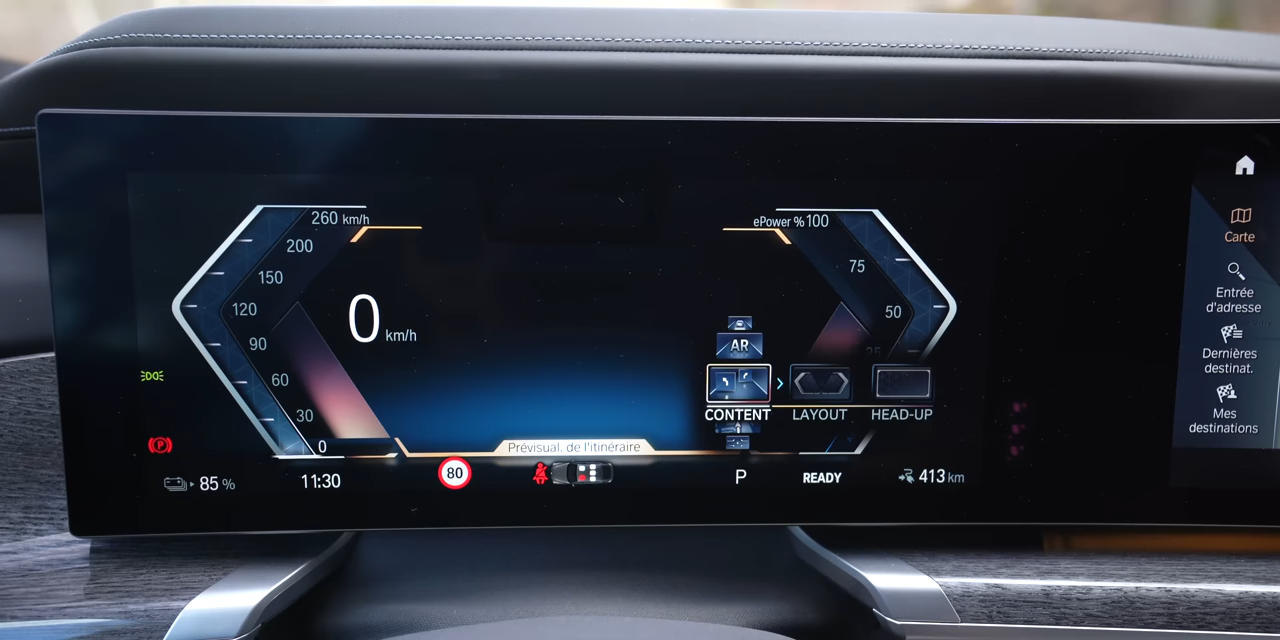 260 km/h
200
150
120
90
60
30
0
0 km/h
ePower % 100
75
50
25
AR
CONTENT
LAYOUT
HEAD-UP
Prévisual. de l'itinéraire
P
85 %
11:30
80
P
READY
413 km
Carte
Entrée
d'adresse
Dernières
destinat.
Mes
destinations